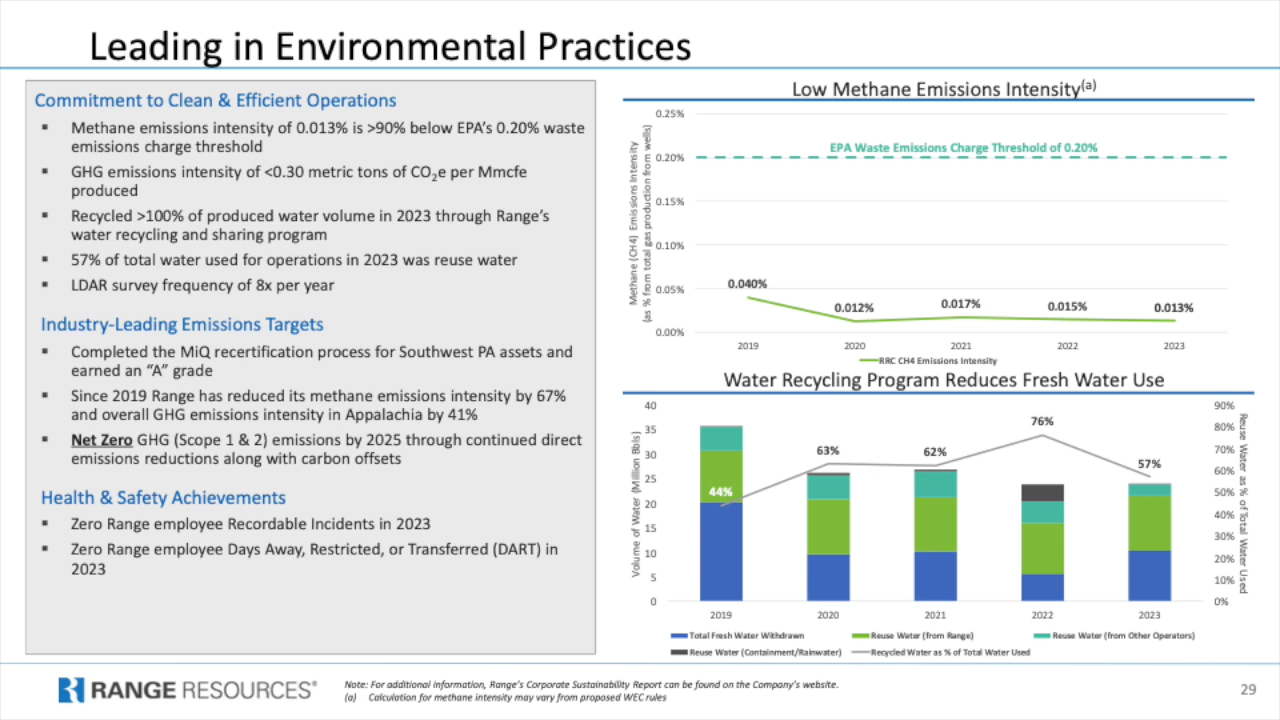 Leading in Environmental Practices
Commitment to Clean & Efficient Operations
▪ Methane emissions intensity of 0.013% is >90% below EPA's 0.20% waste
emissions charge threshold
▪ GHG emissions intensity of <0.30 metric tons of CO₂e per Mmcfe
produced
▪ Recycled >100% of produced water volume in 2023 through Range's
water recycling and sharing program
▪ 57% of total water used for operations in 2023 was reuse water
▪ LDAR survey frequency of 8x per year
Industry-Leading Emissions Targets
▪ Completed the MiQ recertification process for Southwest PA assets and
earned an “A” grade
▪ Since 2019 Range has reduced its methane emissions intensity by 67%
and overall GHG emissions intensity in Appalachia by 41%
▪ Net Zero GHG (Scope 1 & 2) emissions by 2025 through continued direct
emissions reductions along with carbon offsets
Health & Safety Achievements
▪ Zero Range employee Recordable Incidents in 2023
▪ Zero Range employee Days Away, Restricted, or Transferred (DART) in
2023
Low Methane Emissions Intensity(a)
Methane (CH4) Emissions Intensity
(as % from total gas production from wells)
0.25%
0.20%
0.15%
0.10%
0.05%
0.00%
EPA Waste Emissions Charge Threshold of 0.20%
0.040%
0.012%
0.017%
0.015%
0.013%
2019 2020 2021 2022 2023
RRC CH4 Emissions Intensity
Water Recycling Program Reduces Fresh Water Use
Volume of Water (Million Bbls)
40
35
30
25
20
15
10
5
0
44%
63%
62%
76%
57%
90%
80%
70%
60%
50%
40%
30%
20%
10%
0%
Reuse Water as % of Total Water Used
2019 2020 2021 2022 2023
Total Fresh Water Withdrawn Reuse Water (from Range) Reuse Water (from Other Operators)
Reuse Water (Containment/Rainwater) Recycled Water as % of Total Water Used
RANGE RESOURCES®
Note: For additional information, Range's Corporate Sustainability Report can be found on the Company's website.
(a) Calculation for methane intensity may vary from proposed WEC rules
29